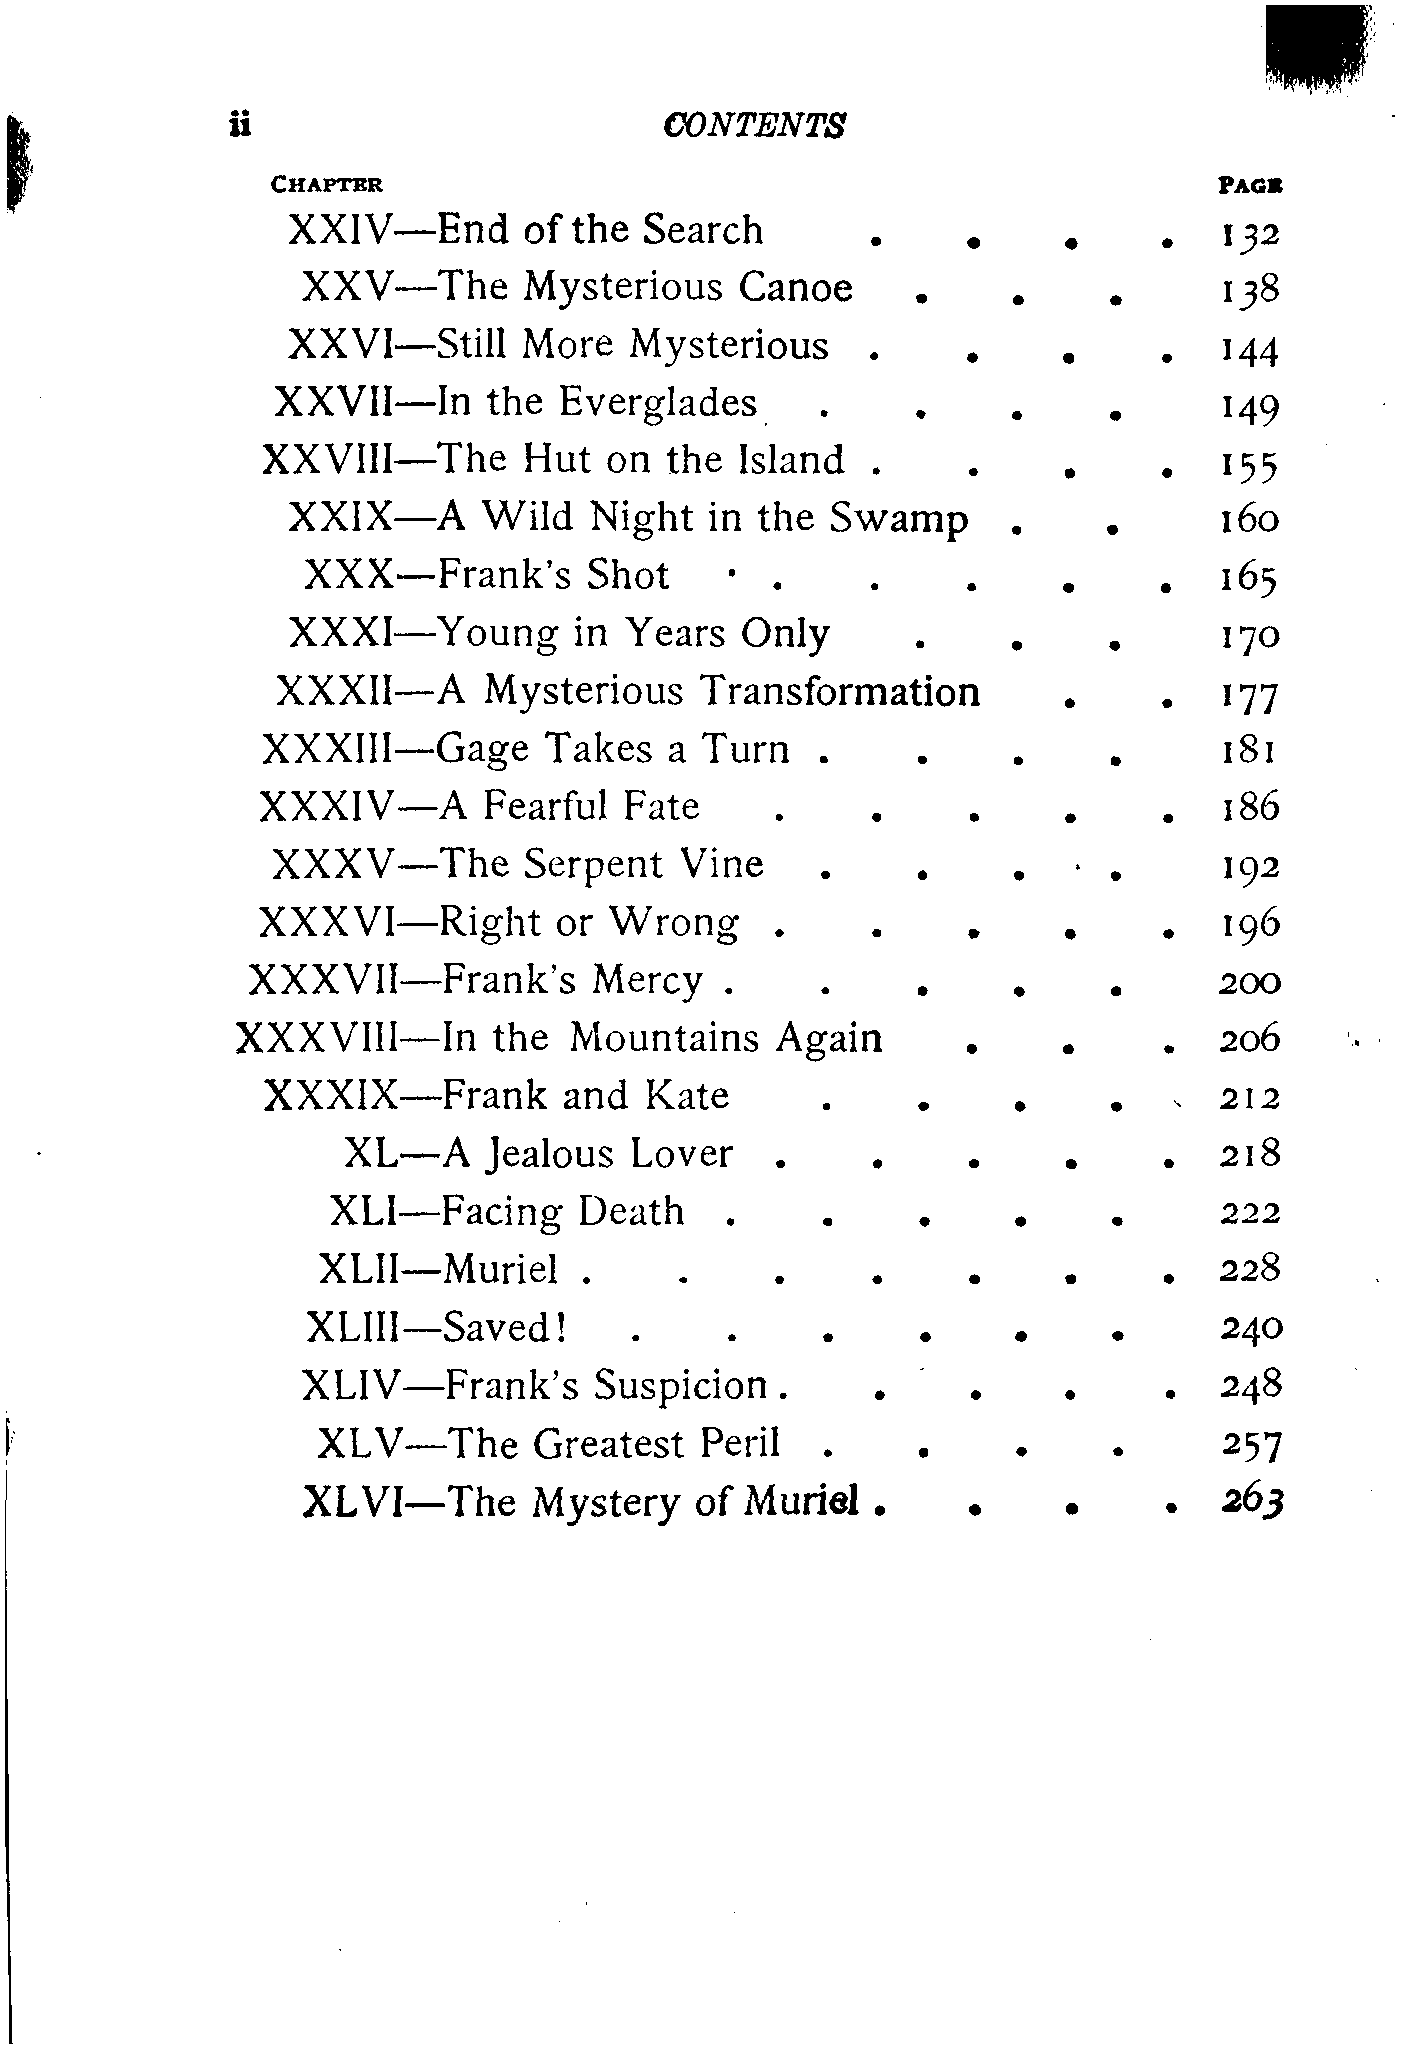 ii CONTENTS
CHAPTER PAGE
XXIV—End of the Search . . . . 132
XXV—The Mysterious Canoe . . . 138
XXVI—Still More Mysterious . . . . 144
XXVII—In the Everglades . . . . 149
XXVIII—The Hut on the Island . . . . 155
XXIX—A Wild Night in the Swamp . . 160
XXX—Frank's Shot . . . . . 165
XXXI—Young in Years Only . . . 170
XXXII—A Mysterious Transformation . . 177
XXXIII—Gage Takes a Turn . . . . 181
XXXIV—A Fearful Fate . . . . . 186
XXXV—The Serpent Vine . . . . 192
XXXVI—Right or Wrong . . . . . 196
XXXVII—Frank's Mercy . . . . . 200
XXXVIII—In the Mountains Again . . . 206
XXXIX—Frank and Kate . . . . 212
XL—A Jealous Lover . . . . . 218
XLI—Facing Death . . . . . 222
XLII—Muriel . . . . . . . 228
XLIII—Saved! . . . . . . 240
XLIV—Frank's Suspicion . . . . . 248
XLV—The Greatest Peril . . . . 257
XLVI—The Mystery of Muriel . . . . 263